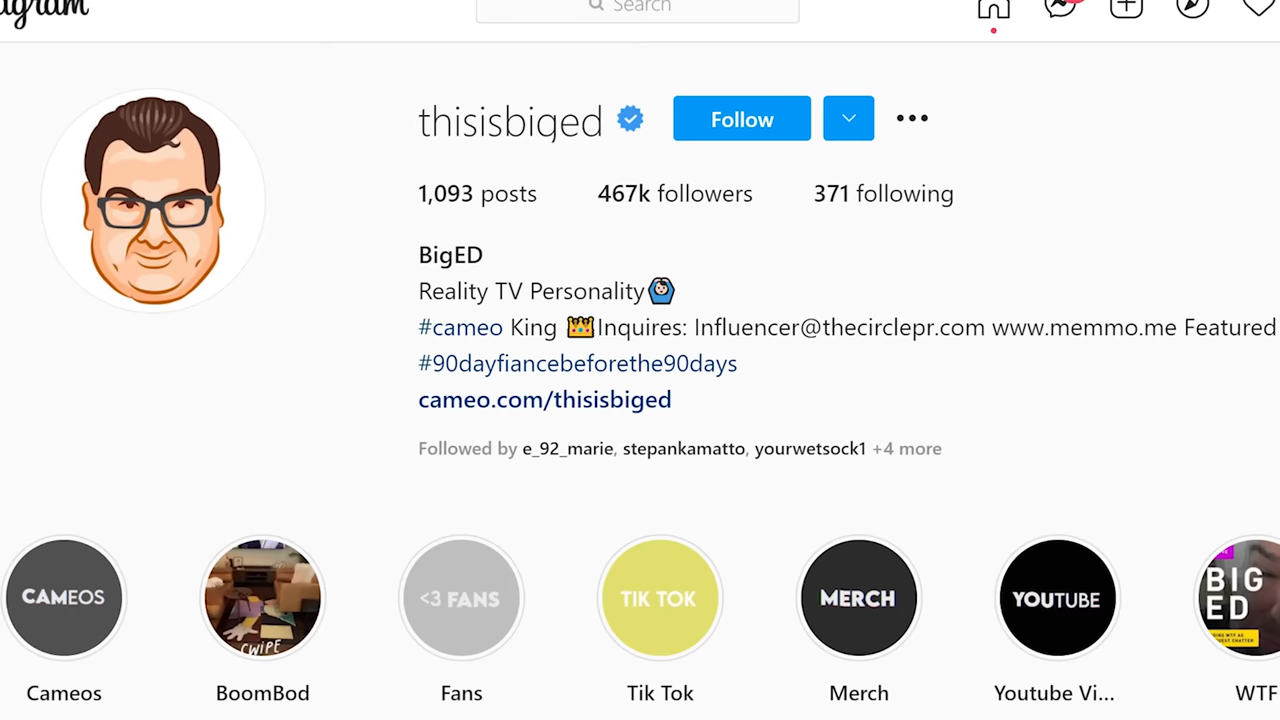 agram
Search
thisisbiged
Follow
1,093 posts 467k followers 371 following
BigED
Reality TV Personality🙆🏻‍♂️
#cameo King 👑Inquires: Influencer@thecirclepr.com www.memmo.me Featured
#90dayfiancebeforethe90days
cameo.com/thisisbiged
Followed by e_92_marie, stepankamatto, yourwetsock1 +4 more
CAMEOS
CWIPE
<3 FANS
TIK TOK
MERCH
YOUTUBE
BIG
ED
Cameos BoomBod Fans Tik Tok Merch Youtube Vi... WTF